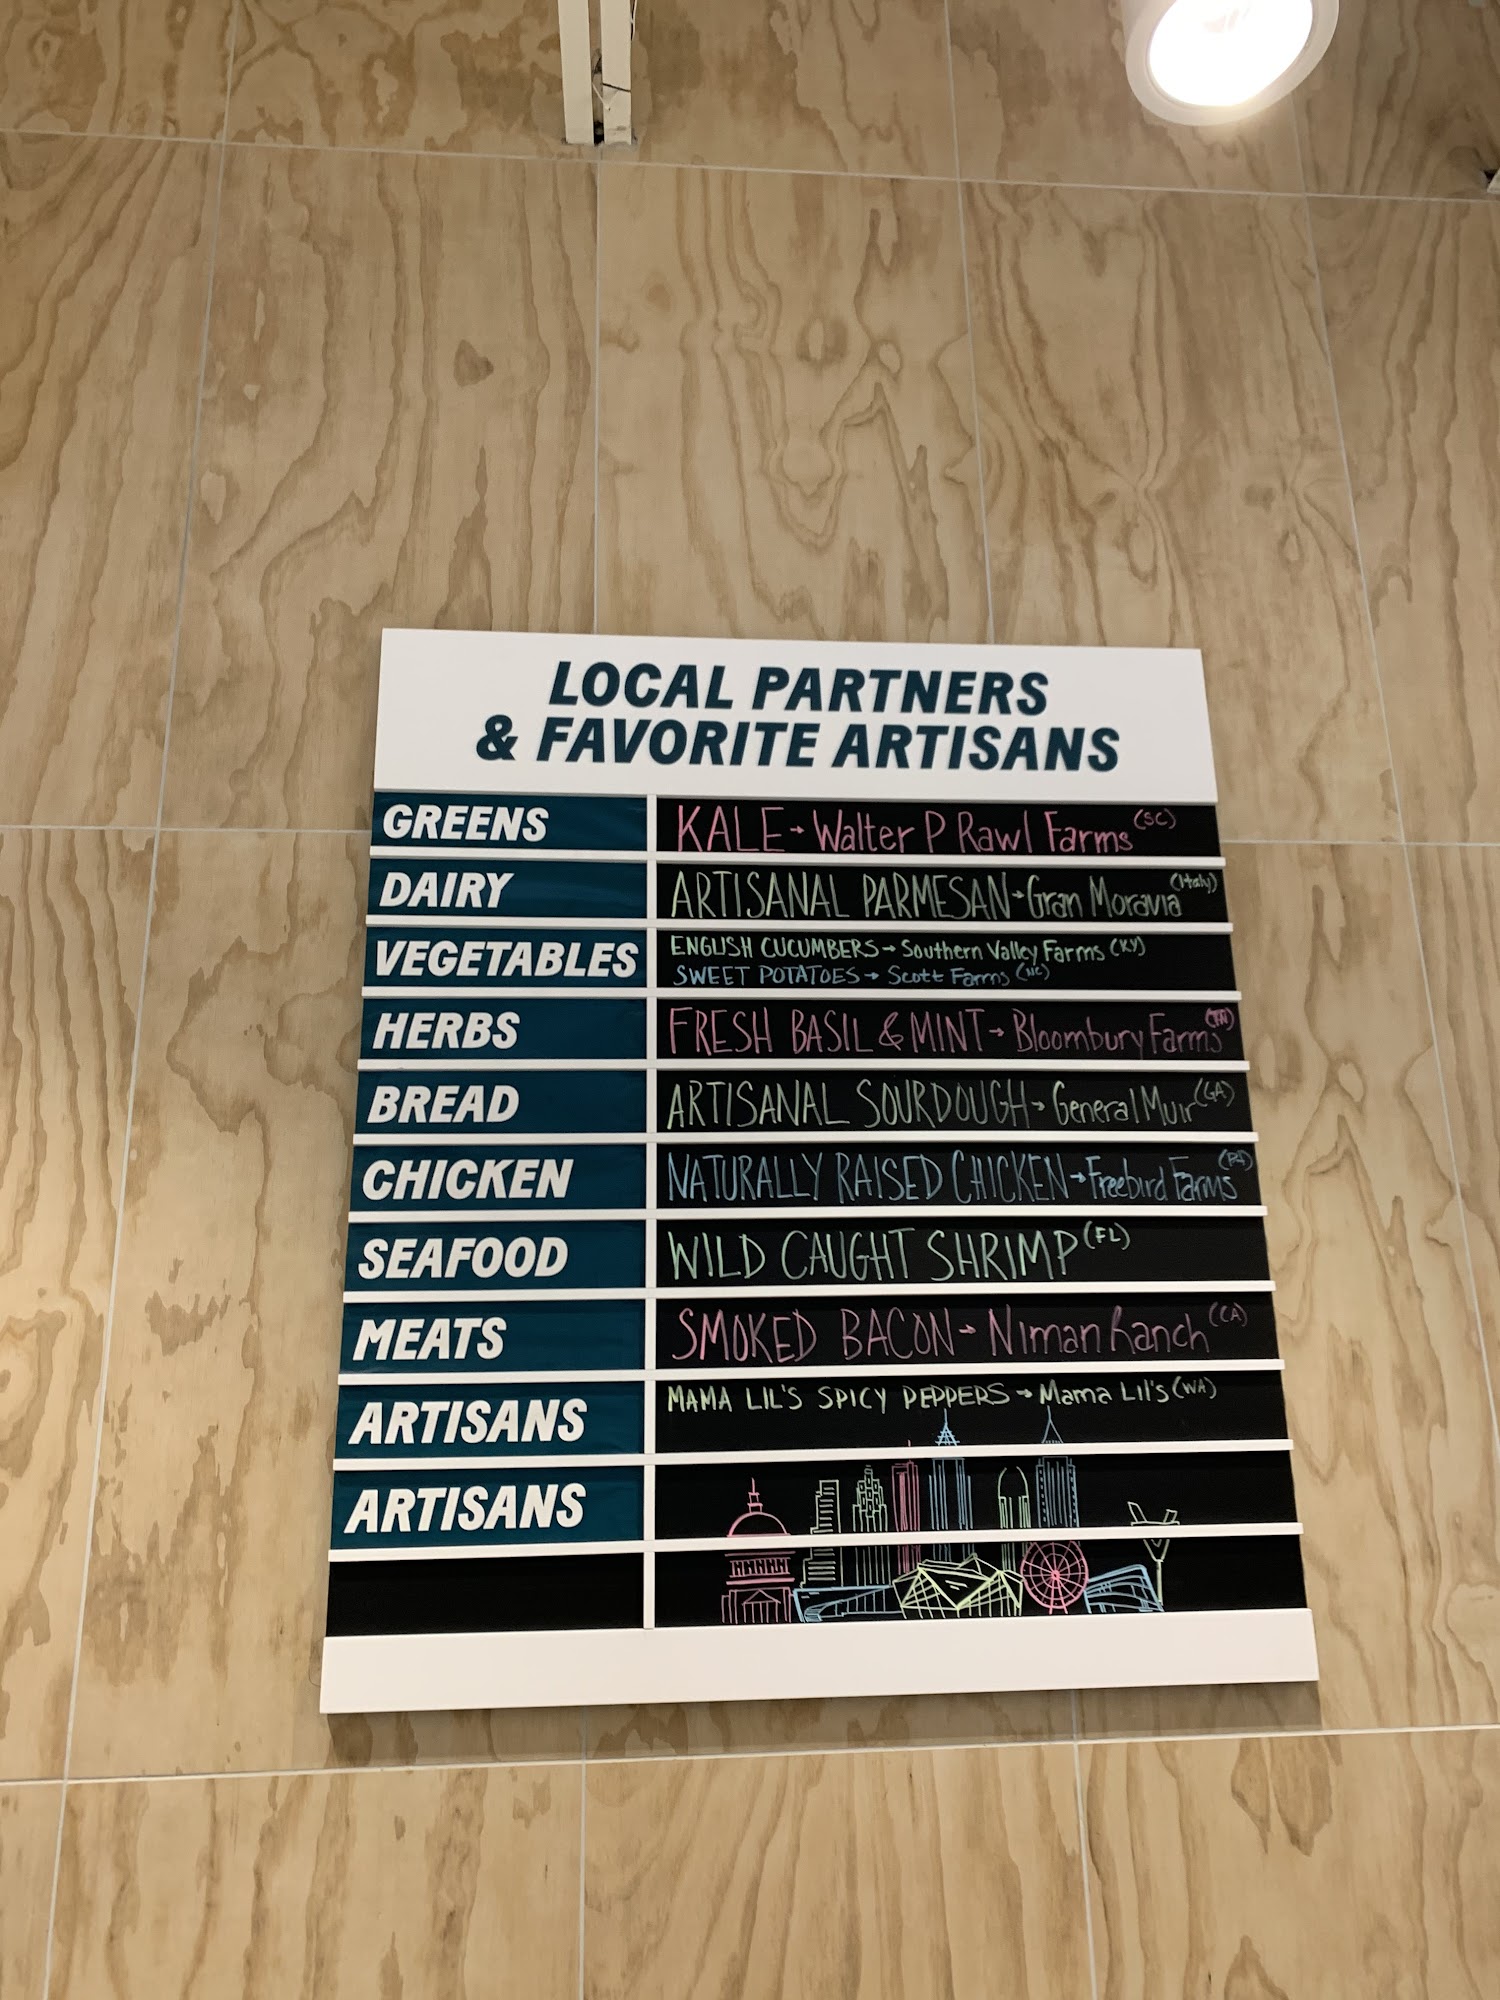 LOCAL PARTNERS
& FAVORITE ARTISANS
GREENS KALE → Walter P Rawl Farms (SC)
DAIRY ARTISANAL PARMESAN → Gran Moravia (Italy)
VEGETABLES ENGLISH CUCUMBERS → Southern Valley Farms (KY)
SWEET POTATOES → Scott Farms (NC)
HERBS FRESH BASIL & MINT → Bloombury Farms
BREAD ARTISANAL SOURDOUGH → General Muir (GA)
CHICKEN NATURALLY RAISED CHICKEN → Freebird Farms
SEAFOOD WILD CAUGHT SHRIMP (FL)
MEATS SMOKED BACON → Niman Ranch (CA)
ARTISANS MAMA LIL'S SPICY PEPPERS → Mama Lil's (WA)
ARTISANS